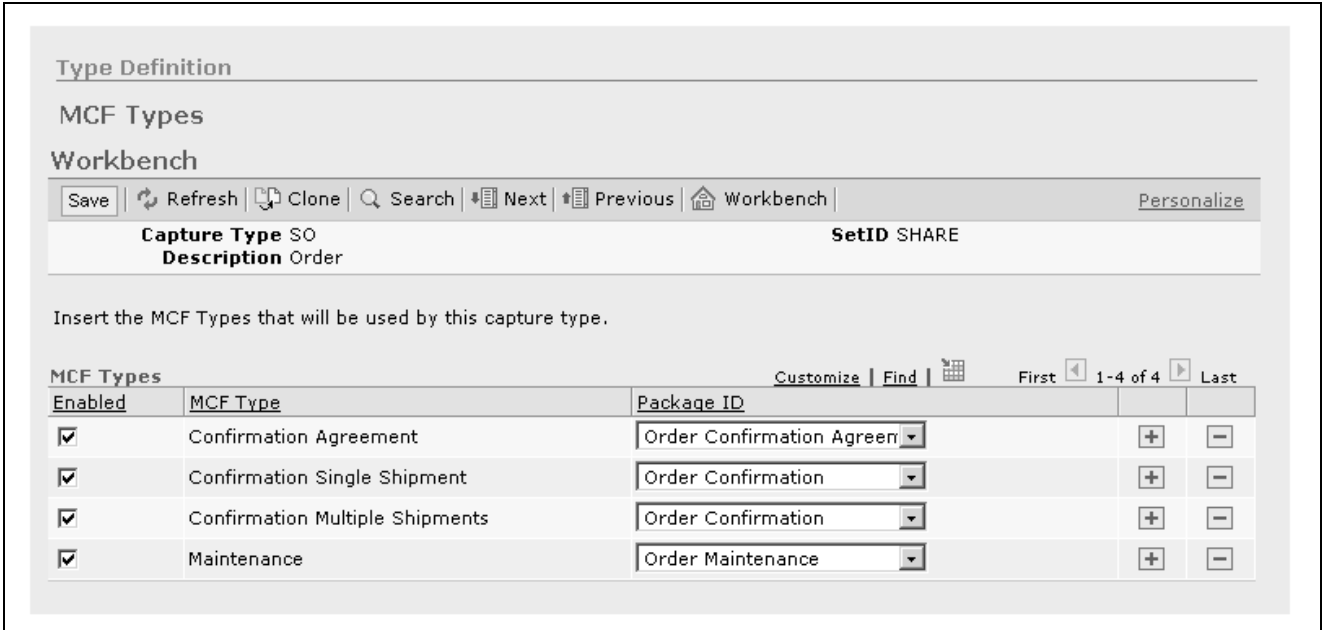 Type Definition
MCF Types
Workbench
Save | Refresh | Clone | Search | Next | Previous | Workbench | Personalize
Capture Type SO SetID SHARE
Description Order
Insert the MCF Types that will be used by this capture type.
MCF Types Customize | Find | First 1-4 of 4 Last
Enabled MCF Type Package ID
Confirmation Agreement Order Confirmation Agreem
Confirmation Single Shipment Order Confirmation
Confirmation Multiple Shipments Order Confirmation
Maintenance Order Maintenance